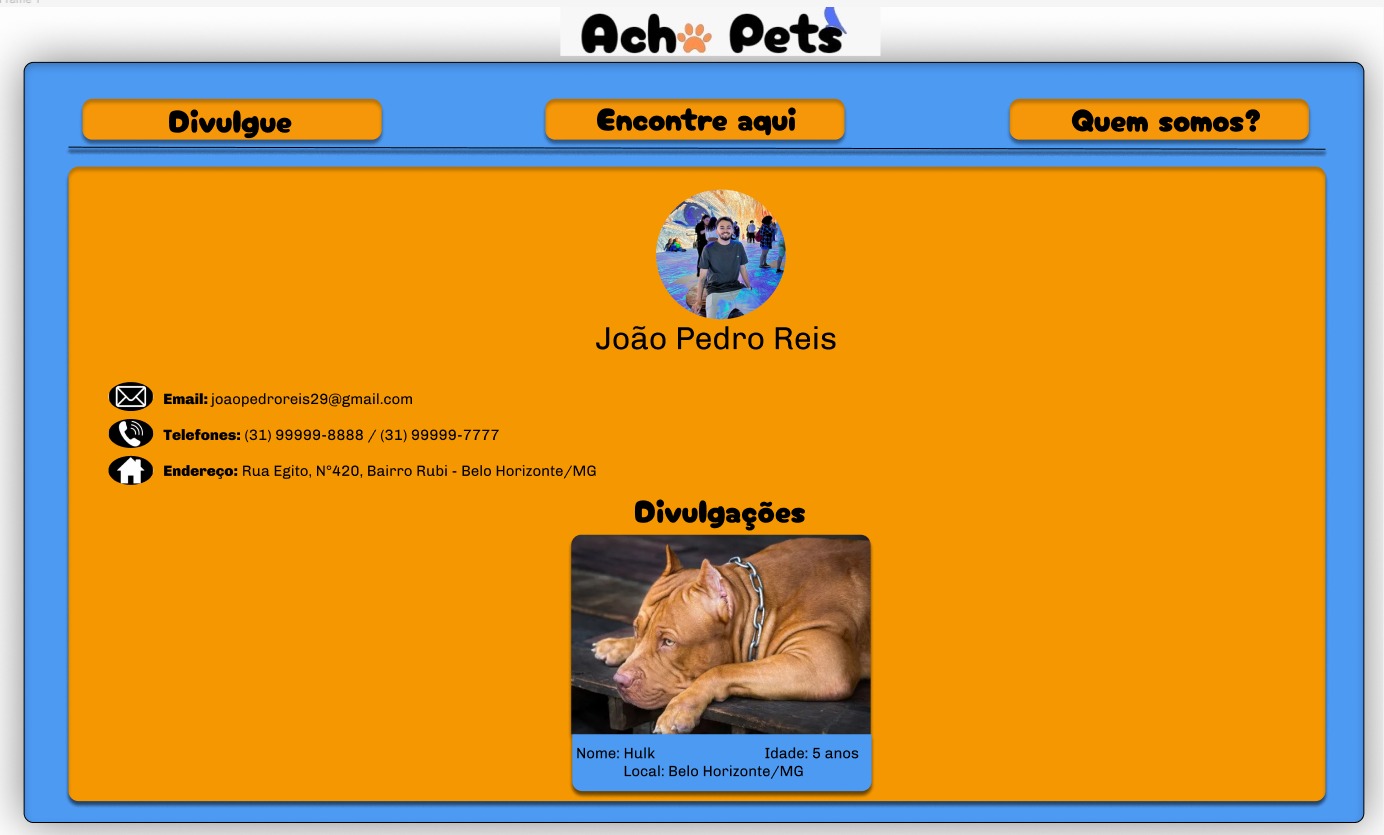 Ach Pets
Divulgue
Encontre aqui
Quem somos?
João Pedro Reis
Email: joaopedroreis29@gmail.com
Telefones: (31) 99999-8888 / (31) 99999-7777
Endereço: Rua Egito, N°420, Bairro Rubi - Belo Horizonte/MG
Divulgações
Nome: Hulk Idade: 5 anos
Local: Belo Horizonte/MG